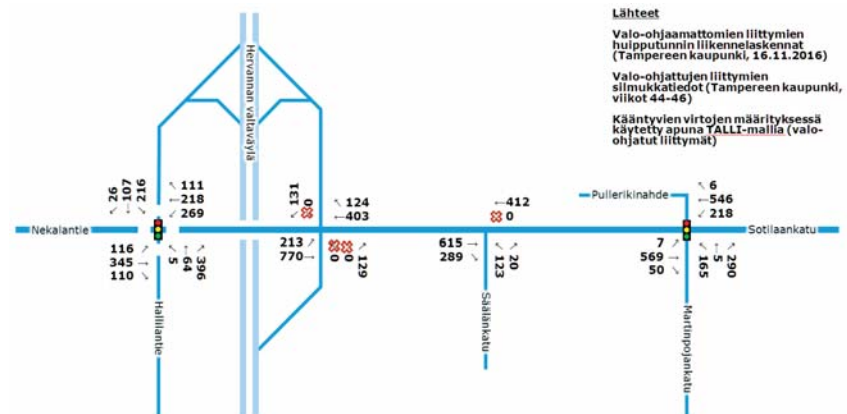 Lähteet
Valo-ohjaamattomien liittymien
huipputunnin liikennelaskennat
(Tampereen kaupunki, 16.11.2016)
Valo-ohjattujen liittymien
silmukkatiedot (Tampereen kaupunki,
viikot 44-46)
Kääntyvien virtojen määrityksessä
käytetty apuna TALLI-mallia (valo-
ohjatut liittymät)
Hervannan valtaväylä
26
107
216
111
218
269
Nekalantie
116
345
110
5
64
396
Hallilantie
131
0
124
403
213
770
0
0
129
412
0
615
289
123
20
Säälänkatu
Pullerikinahde
6
546
218
Sotilaankatu
7
569
50
165
5
290
Martinpojankatu